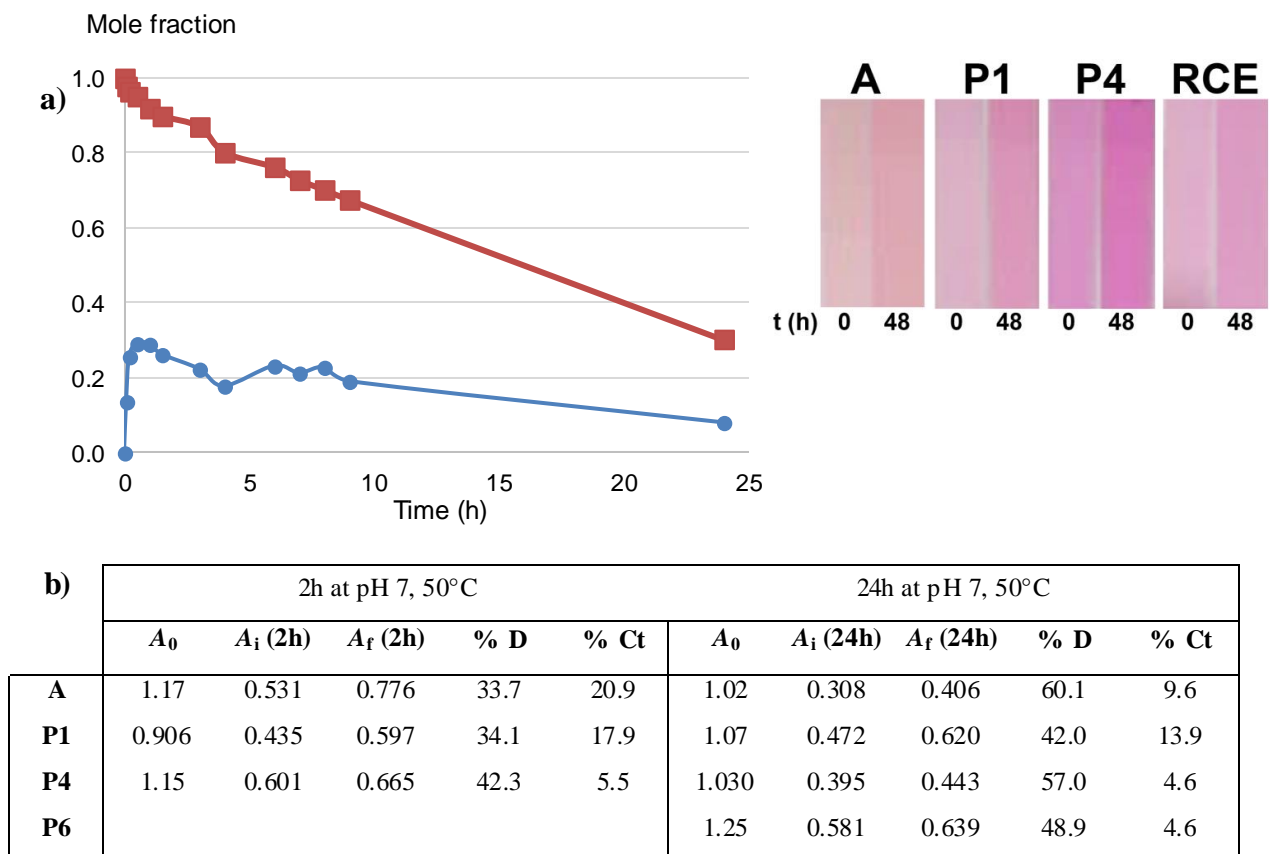 Mole fraction
a)
1.0
0.8
0.6
0.4
0.2
0.0
0 5 10 15 20 25
Time (h)
A P1 P4 RCE
t (h) 0 48 0 48 0 48 0 48
b)
2h at pH 7, 50°C 24h at pH 7, 50°C
A0 Ai (2h) Af (2h) % D % Ct A0 Ai (24h) Af (24h) % D % Ct
A 1.17 0.531 0.776 33.7 20.9 1.02 0.308 0.406 60.1 9.6
P1 0.906 0.435 0.597 34.1 17.9 1.07 0.472 0.620 42.0 13.9
P4 1.15 0.601 0.665 42.3 5.5 1.030 0.395 0.443 57.0 4.6
P6 1.25 0.581 0.639 48.9 4.6